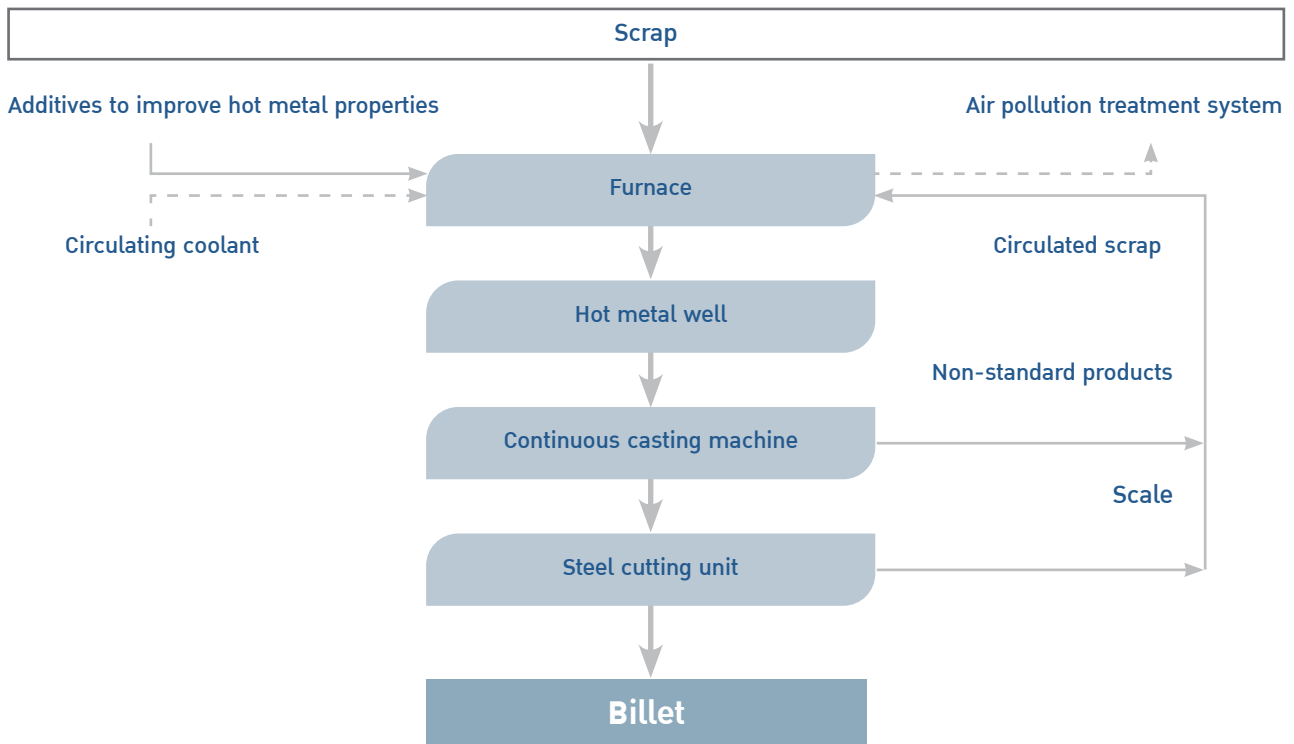 Scrap
Additives to improve hot metal properties
Air pollution treatment system
Furnace
Circulating coolant
Circulated scrap
Hot metal well
Non-standard products
Continuous casting machine
Scale
Steel cutting unit
Billet